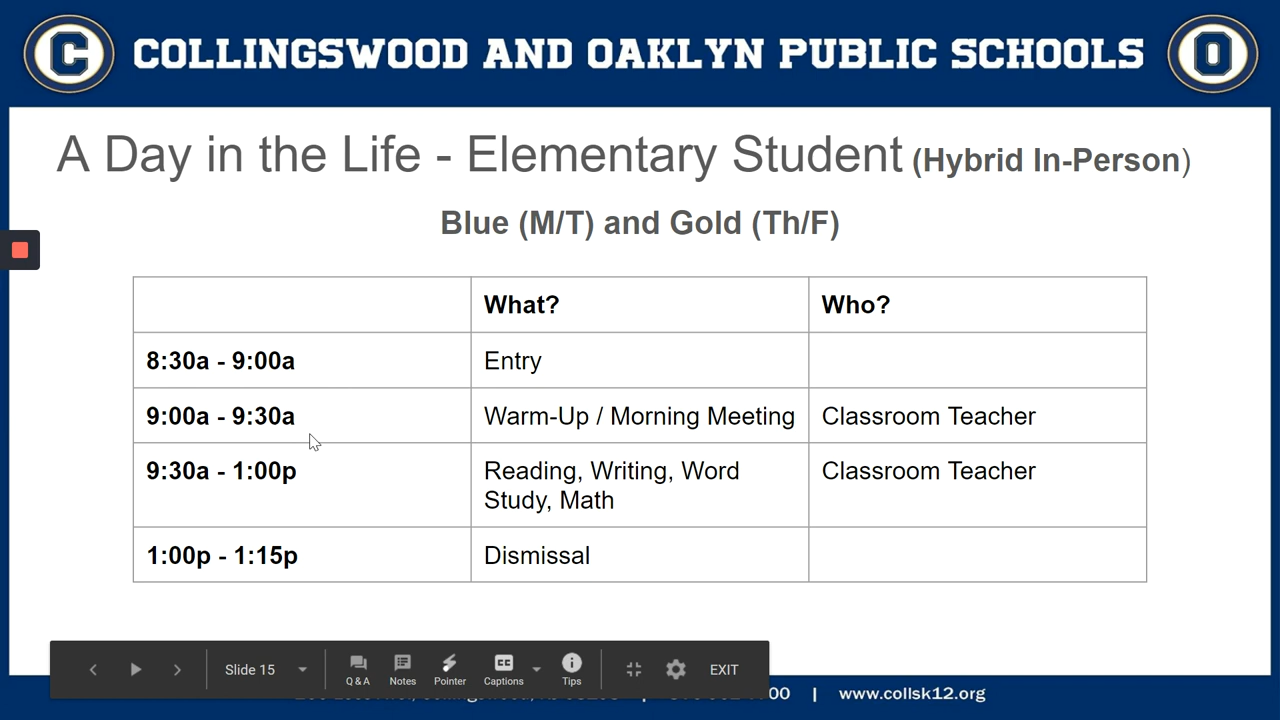 C COLLINGSWOOD AND OAKLYN PUBLIC SCHOOLS O
A Day in the Life - Elementary Student (Hybrid In-Person)
Blue (M/T) and Gold (Th/F)
What? Who?
8:30a - 9:00a Entry
9:00a - 9:30a Warm-Up / Morning Meeting Classroom Teacher
9:30a - 1:00p Reading, Writing, Word Classroom Teacher
Study, Math
1:00p - 1:15p Dismissal
Slide 15 Q & A Notes Pointer CC Captions Tips EXIT
| www.collsk12.org